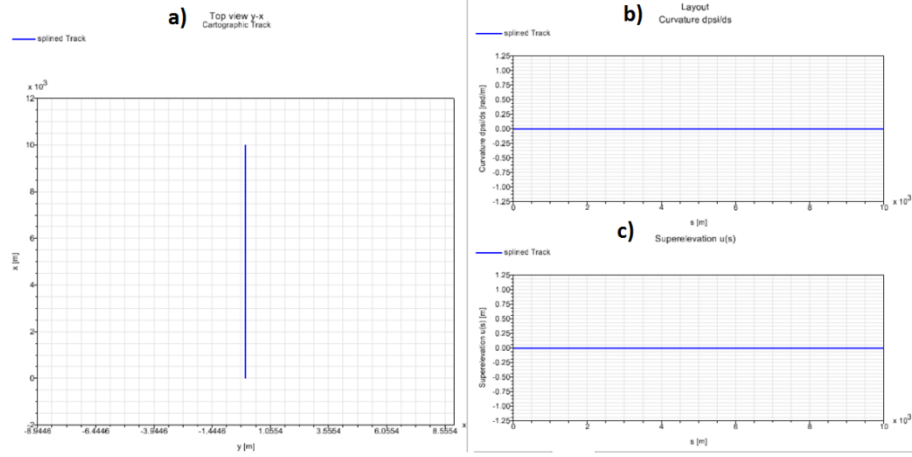 a)
Top view y-x
Cartographic Track
splined Track
x 10³
12
10
8
6
4
2
0
-2
-8.9446 -6.4446 -3.9446 -1.4446 1.0554 3.5554 6.0554 8.5554 x
x [m]
y [m]
b)
Layout
Curvature dpsi/ds
splined Track
1.25
1.00
0.75
0.50
0.25
0.00
-0.25
-0.50
-0.75
-1.00
-1.25
Curvature dpsi/ds [rad/m]
0 2 4 6 8 10
x 10³
s [m]
c)
Superelevation u(s)
splined Track
1.25
1.00
0.75
0.50
0.25
0.00
-0.25
-0.50
-0.75
-1.00
-1.25
Superelevation u(s) [m]
0 2 4 6 8 10
x 10³
s [m]